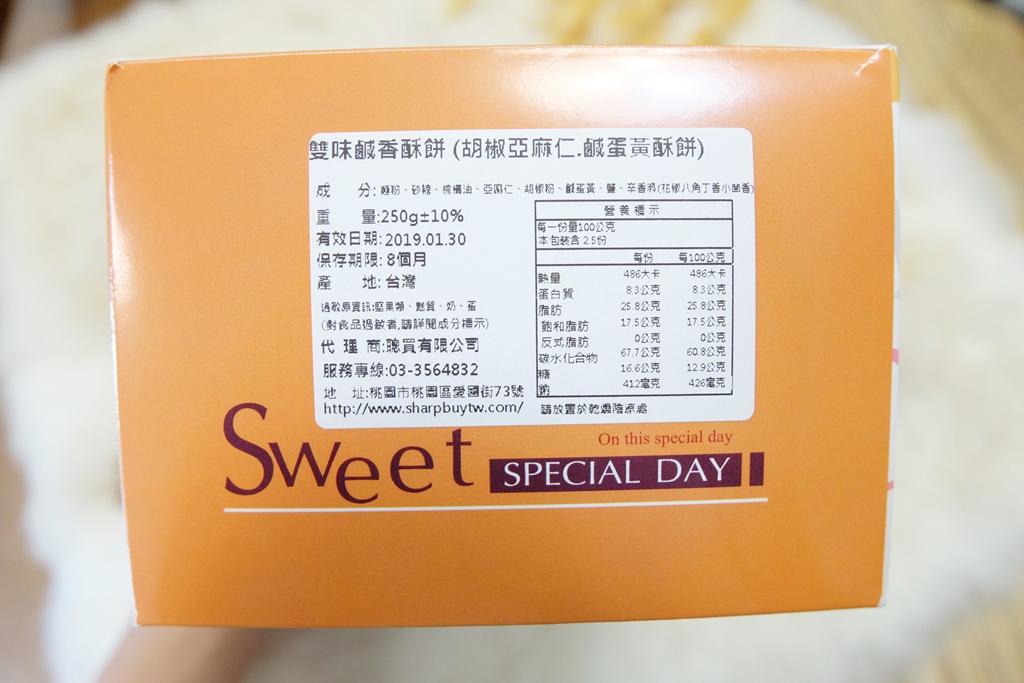 雙味鹹香酥餅 (胡椒亞麻仁.鹹蛋黃酥餅)
成 分: 麵粉、砂糖、棕櫚油、亞麻仁、胡椒粉、鹹蛋黃、鹽、辛香料(花椒八角丁香小茴香)
重 量:250g±10%
有效日期:2019.01.30
保存期限: 8個月
產 地: 台灣
過敏原資訊:堅果類、麩質、奶、蛋
(對食品過敏者,請詳閱成分標示)
代 理 商:聰買有限公司
服務專線:03-3564832
地 址:桃園市桃園區愛國街73號
http://www.sharpbuytw.com/
營養標示
每一份量100公克
本包裝含 2.5份
每份 每100公克
熱量 486大卡 486大卡
蛋白質 8.3公克 8.3公克
脂肪 25.8公克 25.8公克
飽和脂肪 17.5公克 17.5公克
反式脂肪 0公克 0公克
碳水化合物 67.7公克 60.8公克
糖 16.6公克 12.9公克
鈉 412毫克 426毫克
請放置於乾燥陰涼處
Sweet
On this special day
SPECIAL DAY